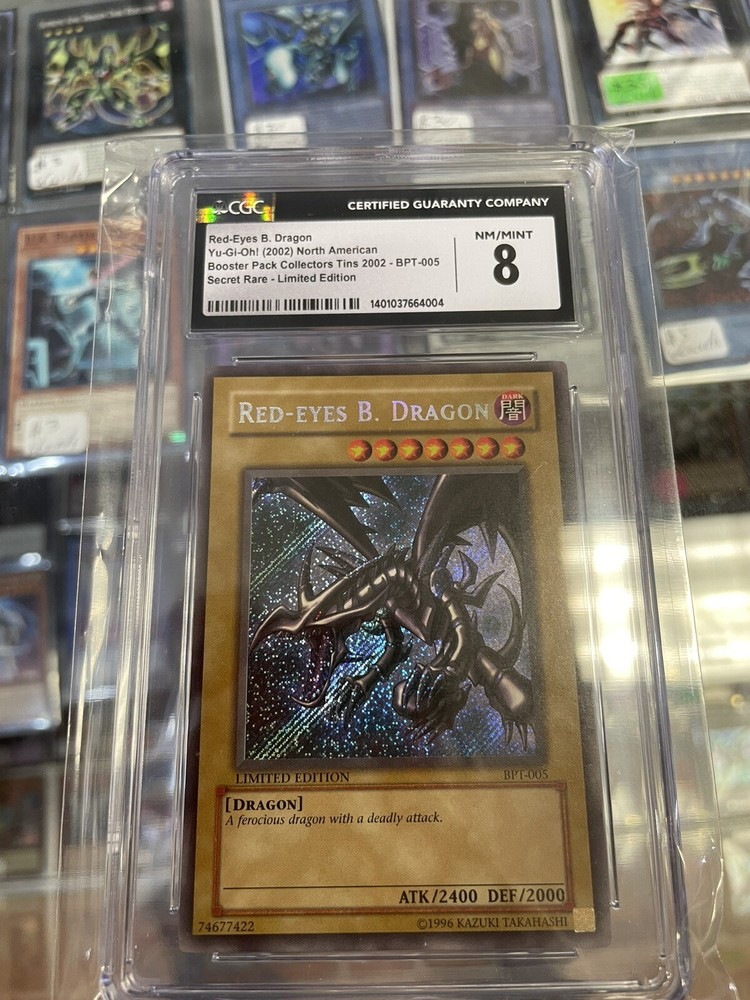 CGC
CERTIFIED GUARANTY COMPANY
Red-Eyes B. Dragon
Yu-Gi-Oh! (2002) North American
Booster Pack Collectors Tins 2002 - BPT-005
Secret Rare - Limited Edition
NM/MINT
8
1401037664004
RED-EYES B. DRAGON
DARK
闇
LIMITED EDITION
BPT-005
[DRAGON]
A ferocious dragon with a deadly attack.
ATK/2400 DEF/2000
74677422
©1996 KAZUKI TAKAHASHI